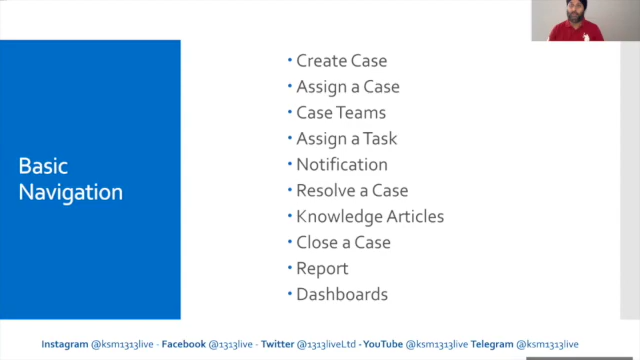 Basic
Navigation
Create Case
Assign a Case
Case Teams
Assign a Task
Notification
Resolve a Case
Knowledge Articles
Close a Case
Report
Dashboards
Instagram @ksm1313live - Facebook @1313live - Twitter @1313liveLtd - YouTube @ksm1313live Telegram @ksm1313live